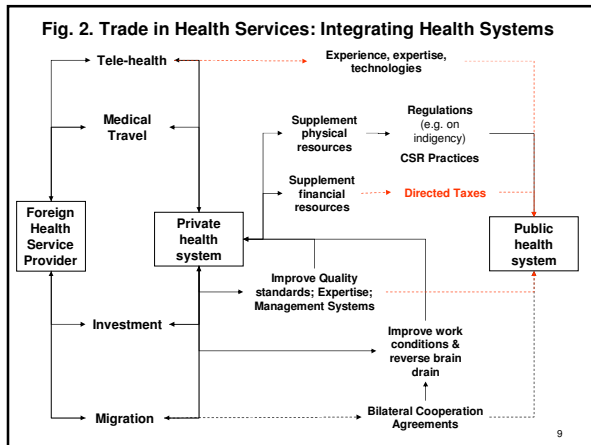 Fig. 2. Trade in Health Services: Integrating Health Systems
Tele-health
Experience, expertise,
technologies
Medical
Travel
Supplement
physical
resources
Regulations
(e.g. on
indigency)
CSR Practices
Supplement
financial
resources
Directed Taxes
Foreign
Health
Service
Provider
Private
health
system
Public
health
system
Improve Quality
standards; Expertise;
Management Systems
Investment
Improve work
conditions &
reverse brain
drain
Migration
Bilateral Cooperation
Agreements
9